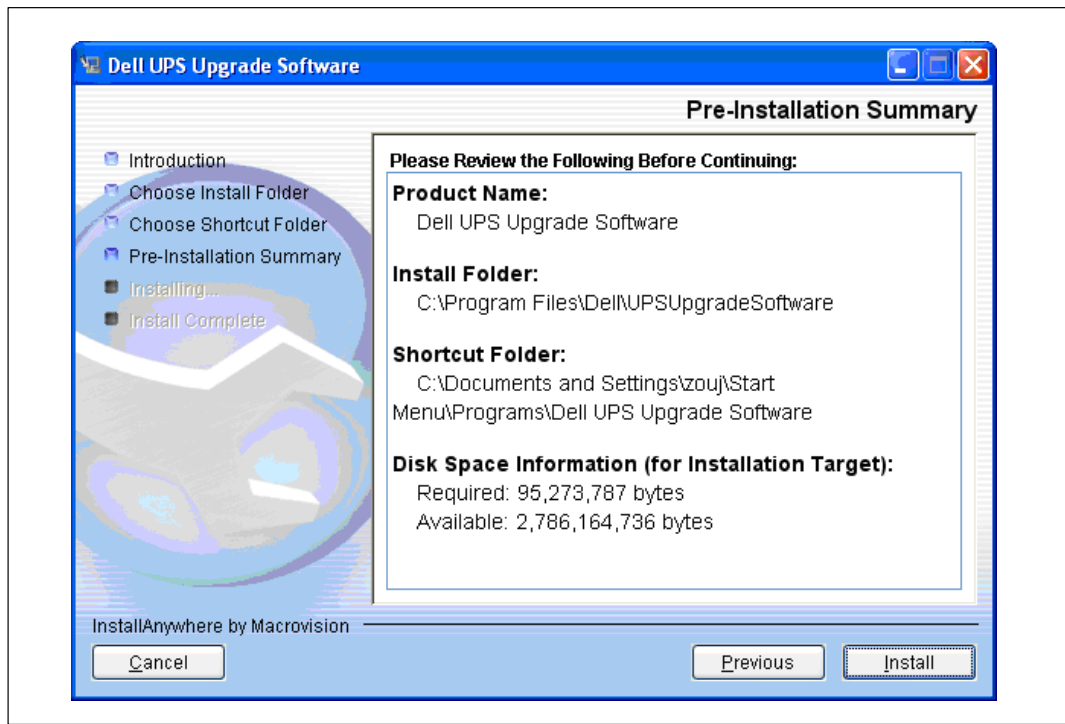 Dell UPS Upgrade Software
Pre-Installation Summary
Introduction
Choose Install Folder
Choose Shortcut Folder
Pre-Installation Summary
Installing...
Install Complete
Please Review the Following Before Continuing:
Product Name:
Dell UPS Upgrade Software
Install Folder:
C:\Program Files\Dell\UPSUpgradeSoftware
Shortcut Folder:
C:\Documents and Settings\zouj\Start
Menu\Programs\Dell UPS Upgrade Software
Disk Space Information (for Installation Target):
Required: 95,273,787 bytes
Available: 2,786,164,736 bytes
InstallAnywhere by Macrovision
Cancel
Previous
Install